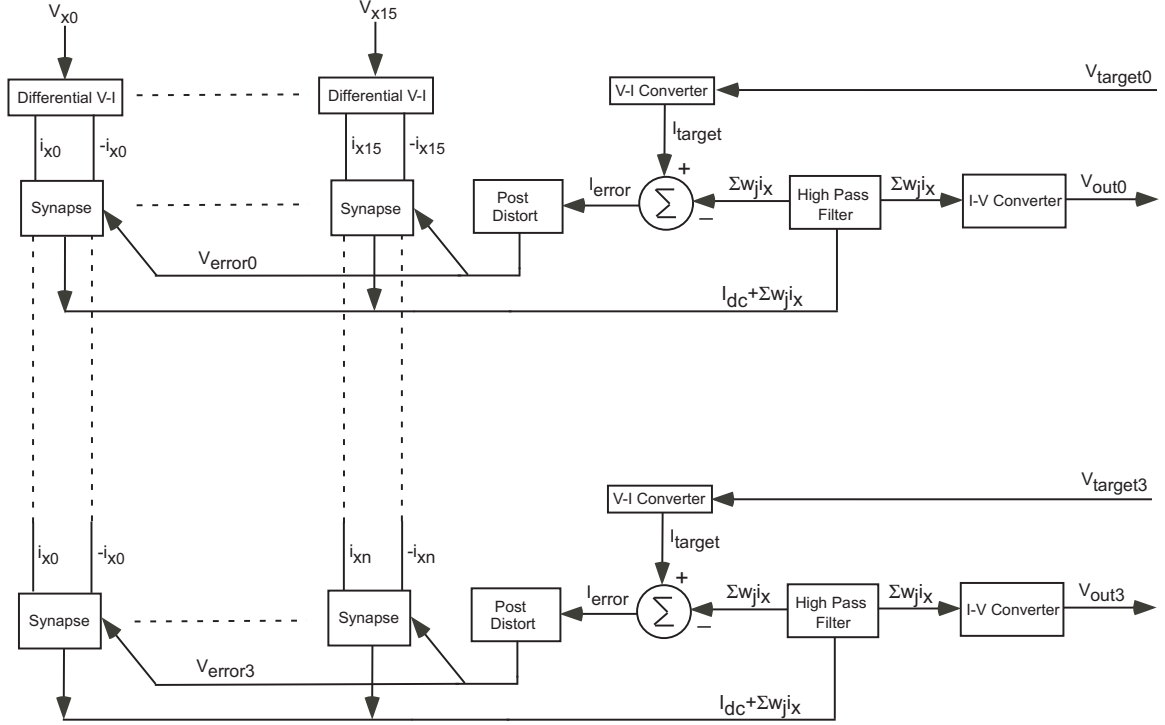 Vx0
Vx15
Differential V-I
Differential V-I
V-I Converter
Vtarget0
ix0
-ix0
ix15
-ix15
Itarget
+
Synapse
Synapse
Post
Distort
Ierror
Σ
−
Σwjix
High Pass
Filter
Σwjix
I-V Converter
Vout0
Verror0
Idc+Σwjix
V-I Converter
Vtarget3
ix0
-ix0
ixn
-ixn
Itarget
+
Synapse
Synapse
Post
Distort
Ierror
Σ
−
Σwjix
High Pass
Filter
Σwjix
I-V Converter
Vout3
Verror3
Idc+Σwjix